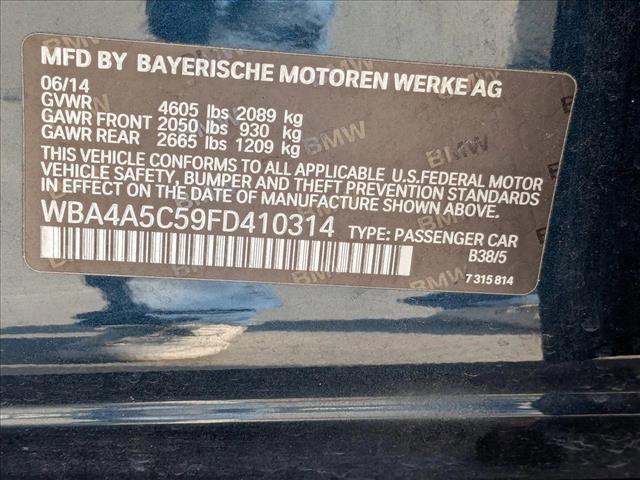 MFD BY BAYERISCHE MOTOREN WERKE AG
06/14
GVWR 4605 lbs 2089 kg
GAWR FRONT 2050 lbs 930 kg
GAWR REAR 2665 lbs 1209 kg
THIS VEHICLE CONFORMS TO ALL APPLICABLE U.S.FEDERAL MOTOR
VEHICLE SAFETY, BUMPER AND THEFT PREVENTION STANDARDS
IN EFFECT ON THE DATE OF MANUFACTURE SHOWN ABOVE.
WBA4A5C59FD410314 TYPE: PASSENGER CAR
B38/5
7 315 814